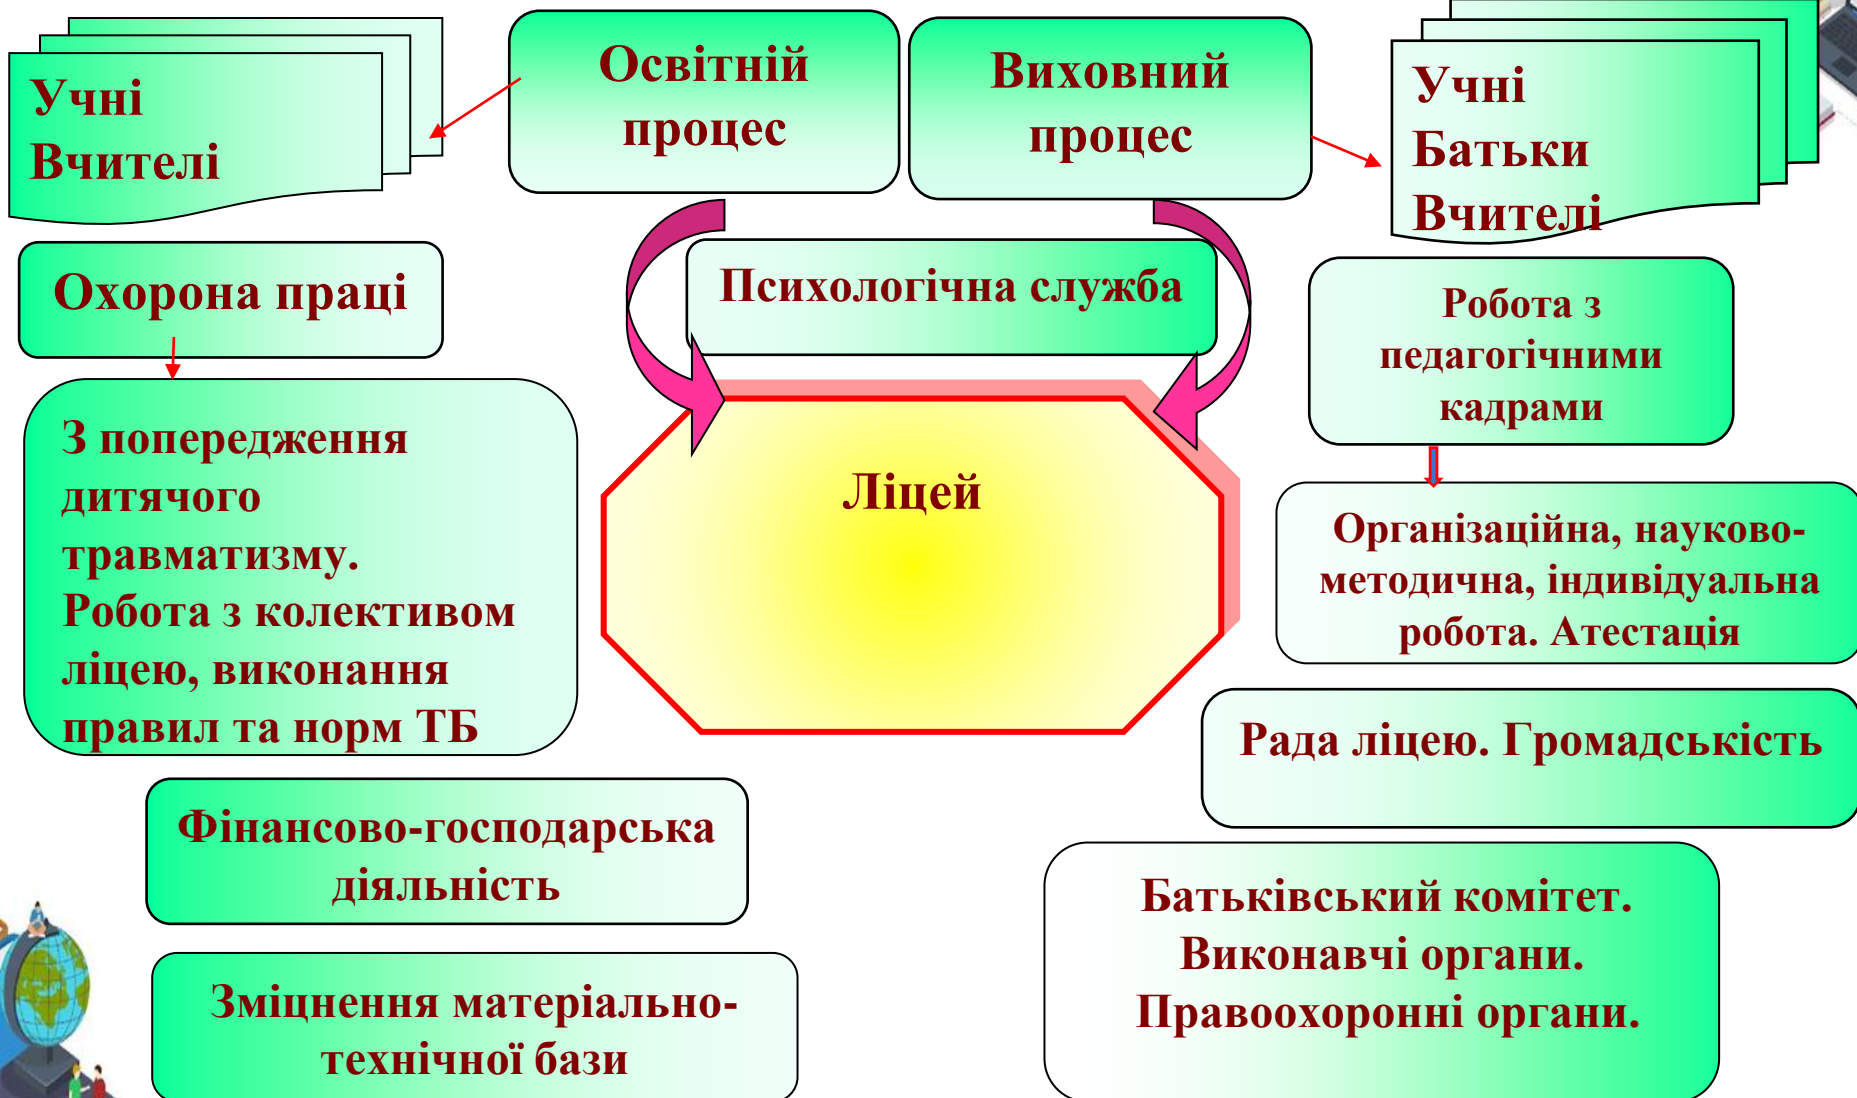 Учні
Вчителі
Освітній
процес
Виховний
процес
Учні
Батьки
Вчителі
Охорона праці
Психологічна служба
Робота з
педагогічними
кадрами
З попередження
дитячого
травматизму.
Робота з колективом
ліцею, виконання
правил та норм ТБ
Ліцей
Організаційна, науково-
методична, індивідуальна
робота. Атестація
Рада ліцею. Громадськість
Фінансово-господарська
діяльність
Батьківський комітет.
Виконавчі органи.
Правоохоронні органи.
Зміцнення матеріально-
технічної бази